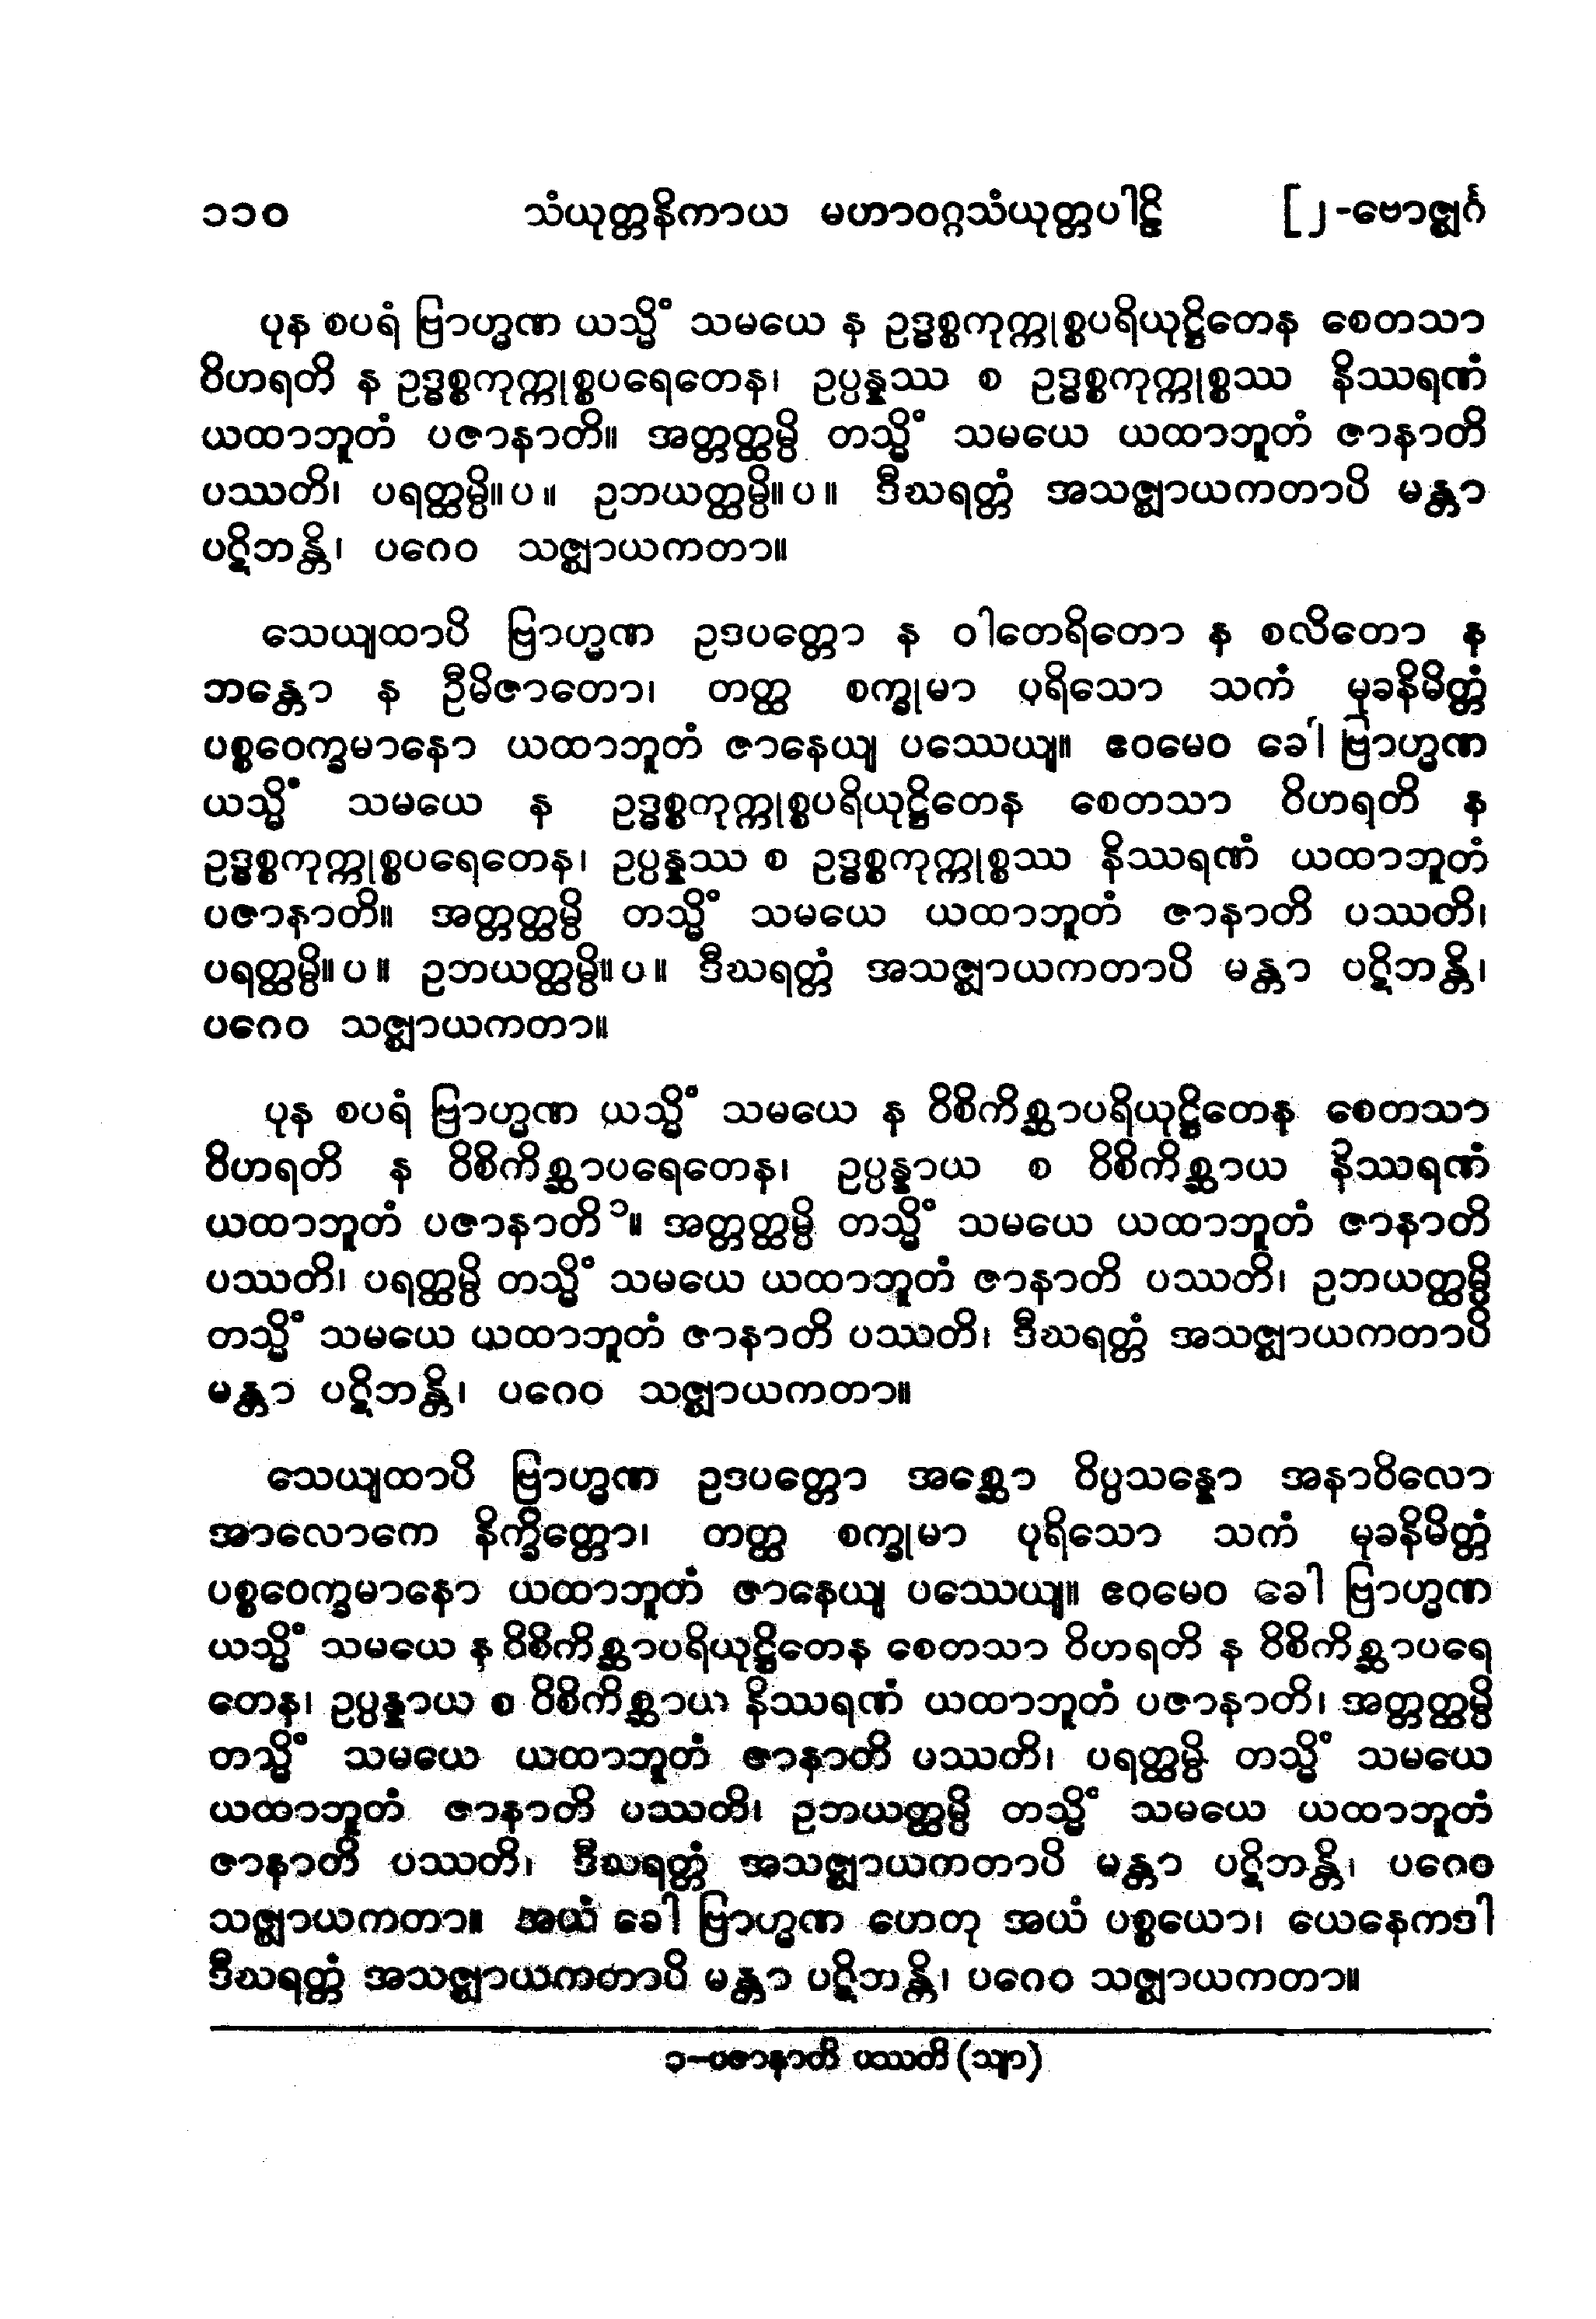 ၁၁၀ သံယုတ္တနိကာယ မဟာဝဂ္ဂသံယုတ္တပါဠိ [၂-ဗောဇ္ဈင်္ဂ
ပုန စပရံ ဗြာဟ္မဏ ယသ္မိံ သမယေ န ဥဒ္ဓစ္စကုက္ကုစ္စပရိယုဋ္ဌိတေန စေတသာ
ဝိဟရတိ န ဥဒ္ဓစ္စကုက္ကုစ္စပရေတေန၊ ဥပ္ပန္နဿ စ ဥဒ္ဓစ္စကုက္ကုစ္စဿ နိဿရဏံ
ယထာဘူတံ ပဇာနာတိ။ အတ္တတ္ထမ္ပိ တသ္မိံ သမယေ ယထာဘူတံ ဇာနာတိ
ပဿတိ၊ ပရတ္ထမ္ပိ။ပ။ ဥဘယတ္ထမ္ပိ။ပ။ ဒီဃရတ္တံ အသဇ္ဈာယကတာပိ မန္တာ
ပဋိဘန္တိ၊ ပဂေဝ သဇ္ဈာယကတာ။
သေယျထာပိ ဗြာဟ္မဏ ဥဒပတ္တော န ဝါတေရိတော န စလိတော န
ဘန္တော န ဦမိဇာတော၊ တတ္ထ စက္ခုမာ ပုရိသော သကံ မုခနိမိတ္တံ
ပစ္စဝေက္ခမာနော ယထာဘူတံ ဇာနေယျ ပဿေယျ။ ဧဝမေဝ ခေါ ဗြာဟ္မဏ
ယသ္မိံ သမယေ န ဥဒ္ဓစ္စကုက္ကုစ္စပရိယုဋ္ဌိတေန စေတသာ ဝိဟရတိ န
ဥဒ္ဓစ္စကုက္ကုစ္စပရေတေန၊ ဥပ္ပန္နဿ စ ဥဒ္ဓစ္စကုက္ကုစ္စဿ နိဿရဏံ ယထာဘူတံ
ပဇာနာတိ။ အတ္တတ္ထမ္ပိ တသ္မိံ သမယေ ယထာဘူတံ ဇာနာတိ ပဿတိ၊
ပရတ္ထမ္ပိ။ပ။ ဥဘယတ္ထမ္ပိ။ပ။ ဒီဃရတ္တံ အသဇ္ဈာယကတာပိ မန္တာ ပဋိဘန္တိ၊
ပဂေဝ သဇ္ဈာယကတာ။
ပုန စပရံ ဗြာဟ္မဏ ယသ္မိံ သမယေ န ဝိစိကိစ္ဆာပရိယုဋ္ဌိတေန စေတသာ
ဝိဟရတိ န ဝိစိကိစ္ဆာပရေတေန၊ ဥပ္ပန္နာယ စ ဝိစိကိစ္ဆာယ နိဿရဏံ
ယထာဘူတံ ပဇာနာတိ၁။ အတ္တတ္ထမ္ပိ တသ္မိံ သမယေ ယထာဘူတံ ဇာနာတိ
ပဿတိ၊ ပရတ္ထမ္ပိ တသ္မိံ သမယေ ယထာဘူတံ ဇာနာတိ ပဿတိ၊ ဥဘယတ္ထမ္ပိ
တသ္မိံ သမယေ ယထာဘူတံ ဇာနာတိ ပဿတိ၊ ဒီဃရတ္တံ အသဇ္ဈာယကတာပိ
မန္တာ ပဋိဘန္တိ၊ ပဂေဝ သဇ္ဈာယကတာ။
သေယျထာပိ ဗြာဟ္မဏ ဥဒပတ္တော အစ္ဆော ဝိပ္ပသန္နော အနာဝိလော
အာလောကေ နိက္ခိတ္တော၊ တတ္ထ စက္ခုမာ ပုရိသော သကံ မုခနိမိတ္တံ
ပစ္စဝေက္ခမာနော ယထာဘူတံ ဇာနေယျ ပဿေယျ။ ဧဝမေဝ ခေါ ဗြာဟ္မဏ
ယသ္မိံ သမယေ န ဝိစိကိစ္ဆာပရိယုဋ္ဌိတေန စေတသာ ဝိဟရတိ န ဝိစိကိစ္ဆာပရေ
တေန၊ ဥပ္ပန္နာယ စ ဝိစိကိစ္ဆာယ နိဿရဏံ ယထာဘူတံ ပဇာနာတိ၊ အတ္တတ္ထမ္ပိ
တသ္မိံ သမယေ ယထာဘူတံ ဇာနာတိ ပဿတိ၊ ပရတ္ထမ္ပိ တသ္မိံ သမယေ
ယထာဘူတံ ဇာနာတိ ပဿတိ၊ ဥဘယတ္ထမ္ပိ တသ္မိံ သမယေ ယထာဘူတံ
ဇာနာတိ ပဿတိ၊ ဒီဃရတ္တံ အသဇ္ဈာယကတာပိ မန္တာ ပဋိဘန္တိ၊ ပဂေဝ
သဇ္ဈာယကတာ။ အယံ ခေါ ဗြာဟ္မဏ ဟေတု အယံ ပစ္စယော၊ ယေနေကဒါ
ဒီဃရတ္တံ အသဇ္ဈာယကတာပိ မန္တာ ပဋိဘန္တိ၊ ပဂေဝ သဇ္ဈာယကတာ။
၁-ပဇာနာတိ ပဿတိ (သျာ)